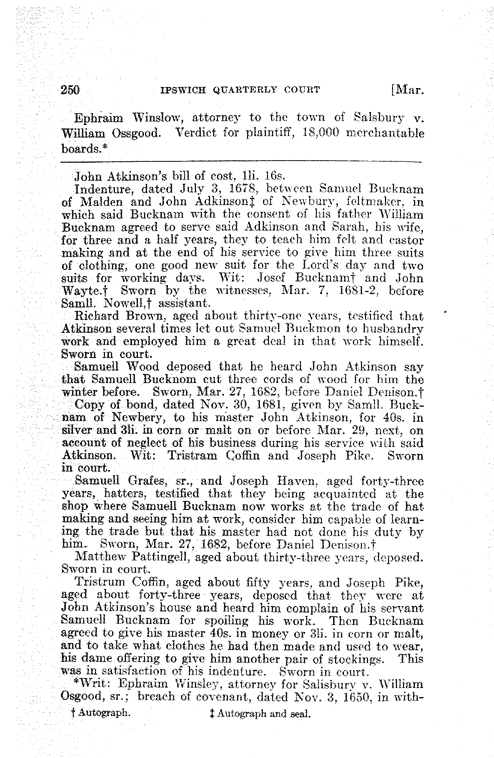 250 IPSWICH QUARTERLY COURT [Mar.
Ephraim Winslow, attorney to the town of Salsbury v.
William Ossgood. Verdict for plaintiff, 18,000 merchantable
boards.*
John Atkinson's bill of cost, 1li. 16s.
Indenture, dated July 3, 1678, between Samuel Bucknam
of Malden and John Adkinson‡ of Newbury, feltmaker, in
which said Bucknam with the consent of his father William
Bucknam agreed to serve said Adkinson and Sarah, his wife,
for three and a half years, they to teach him felt and castor
making and at the end of his service to give him three suits
of clothing, one good new suit for the Lord's day and two
suits for working days. Wit: Josef Bucknam† and John
Wayte.† Sworn by the witnesses, Mar. 7, 1681-2, before
Samll. Nowell,† assistant.
Richard Brown, aged about thirty-one years, testified that
Atkinson several times let out Samuel Buckmon to husbandry
work and employed him a great deal in that work himself.
Sworn in court.
Samuell Wood deposed that he heard John Atkinson say
that Samuell Bucknom cut three cords of wood for him the
winter before. Sworn, Mar. 27, 1682, before Daniel Denison.†
Copy of bond, dated Nov. 30, 1681, given by Samll. Buck-
nam of Newbery, to his master John Atkinson, for 40s. in
silver and 3li. in corn or malt on or before Mar. 29, next, on
account of neglect of his business during his service with said
Atkinson. Wit: Tristram Coffin and Joseph Pike. Sworn
in court.
Samuell Grafes, sr., and Joseph Haven, aged forty-three
years, hatters, testified that they being acquainted at the
shop where Samuell Bucknam now works at the trade of hat
making and seeing him at work, consider him capable of learn-
ing the trade but that his master had not done his duty by
him. Sworn, Mar. 27, 1682, before Daniel Denison.†
Matthew Pattingell, aged about thirty-three years, deposed.
Sworn in court.
Tristrum Coffin, aged about fifty years, and Joseph Pike,
aged about forty-three years, deposed that they were at
John Atkinson's house and heard him complain of his servant
Samuell Bucknam for spoiling his work. Then Bucknam
agreed to give his master 40s. in money or 3li. in corn or malt,
and to take what clothes he had then made and used to wear,
his dame offering to give him another pair of stockings. This
was in satisfaction of his indenture. Sworn in court.
*Writ: Ephraim Winsley, attorney for Salisbury v. William
Osgood, sr.; breach of covenant, dated Nov. 3, 1650, in with-
† Autograph. ‡ Autograph and seal.